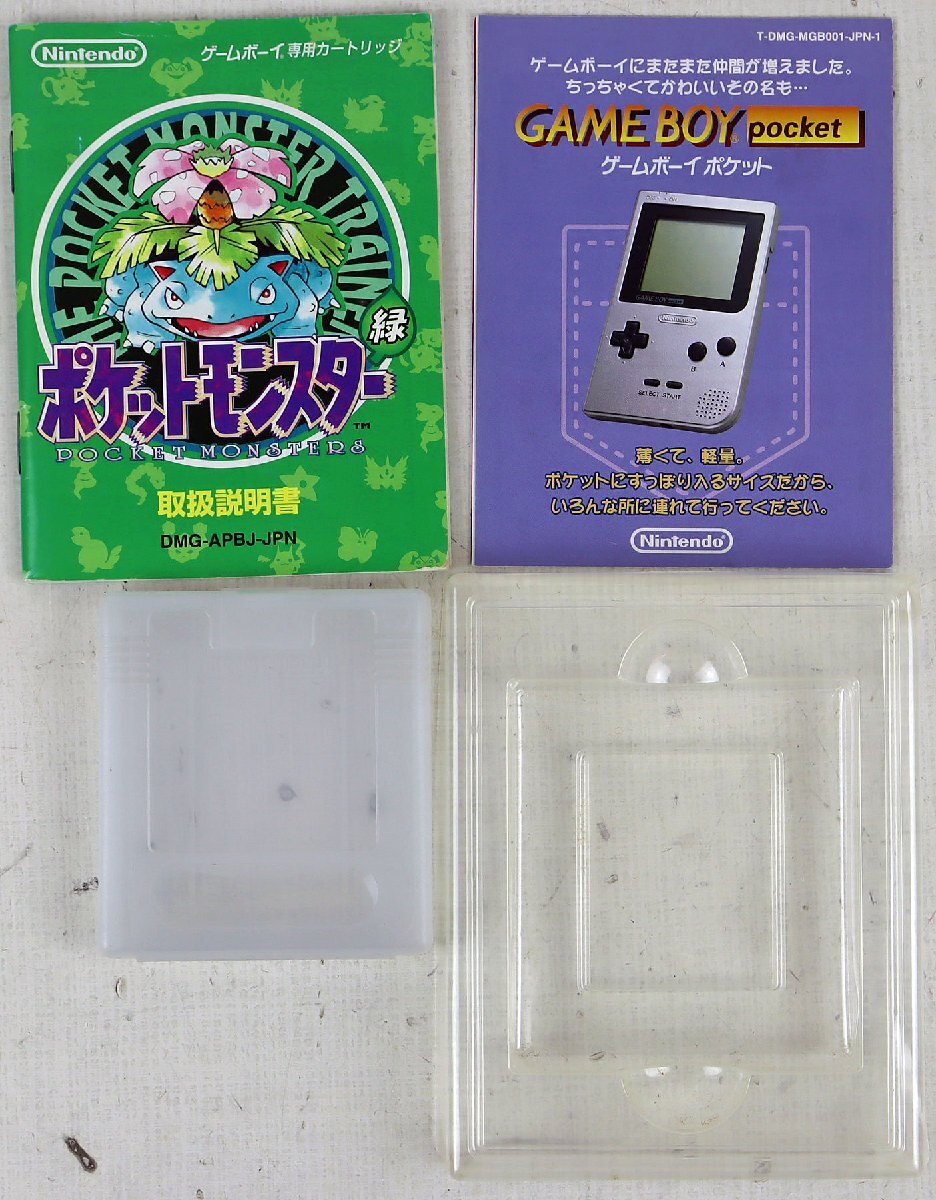 Nintendo
ゲームボーイ専用カートリッジ
THE POCKET MONSTER TRAINER
緑
ポケットモンスター
TM
POCKET MONSTERS
取扱説明書
DMG-APBJ-JPN
T-DMG-MGB001-JPN-1
ゲームボーイにまたまた仲間が増えました。
ちっちゃくてかわいいその名も…
GAME BOY® pocket
ゲームボーイ ポケット
GAME BOY pocket
Nintendo
B A
SELECT START
薄くて、軽量。
ポケットにすっぽり入るサイズだから、
いろんな所に連れて行ってください。
Nintendo